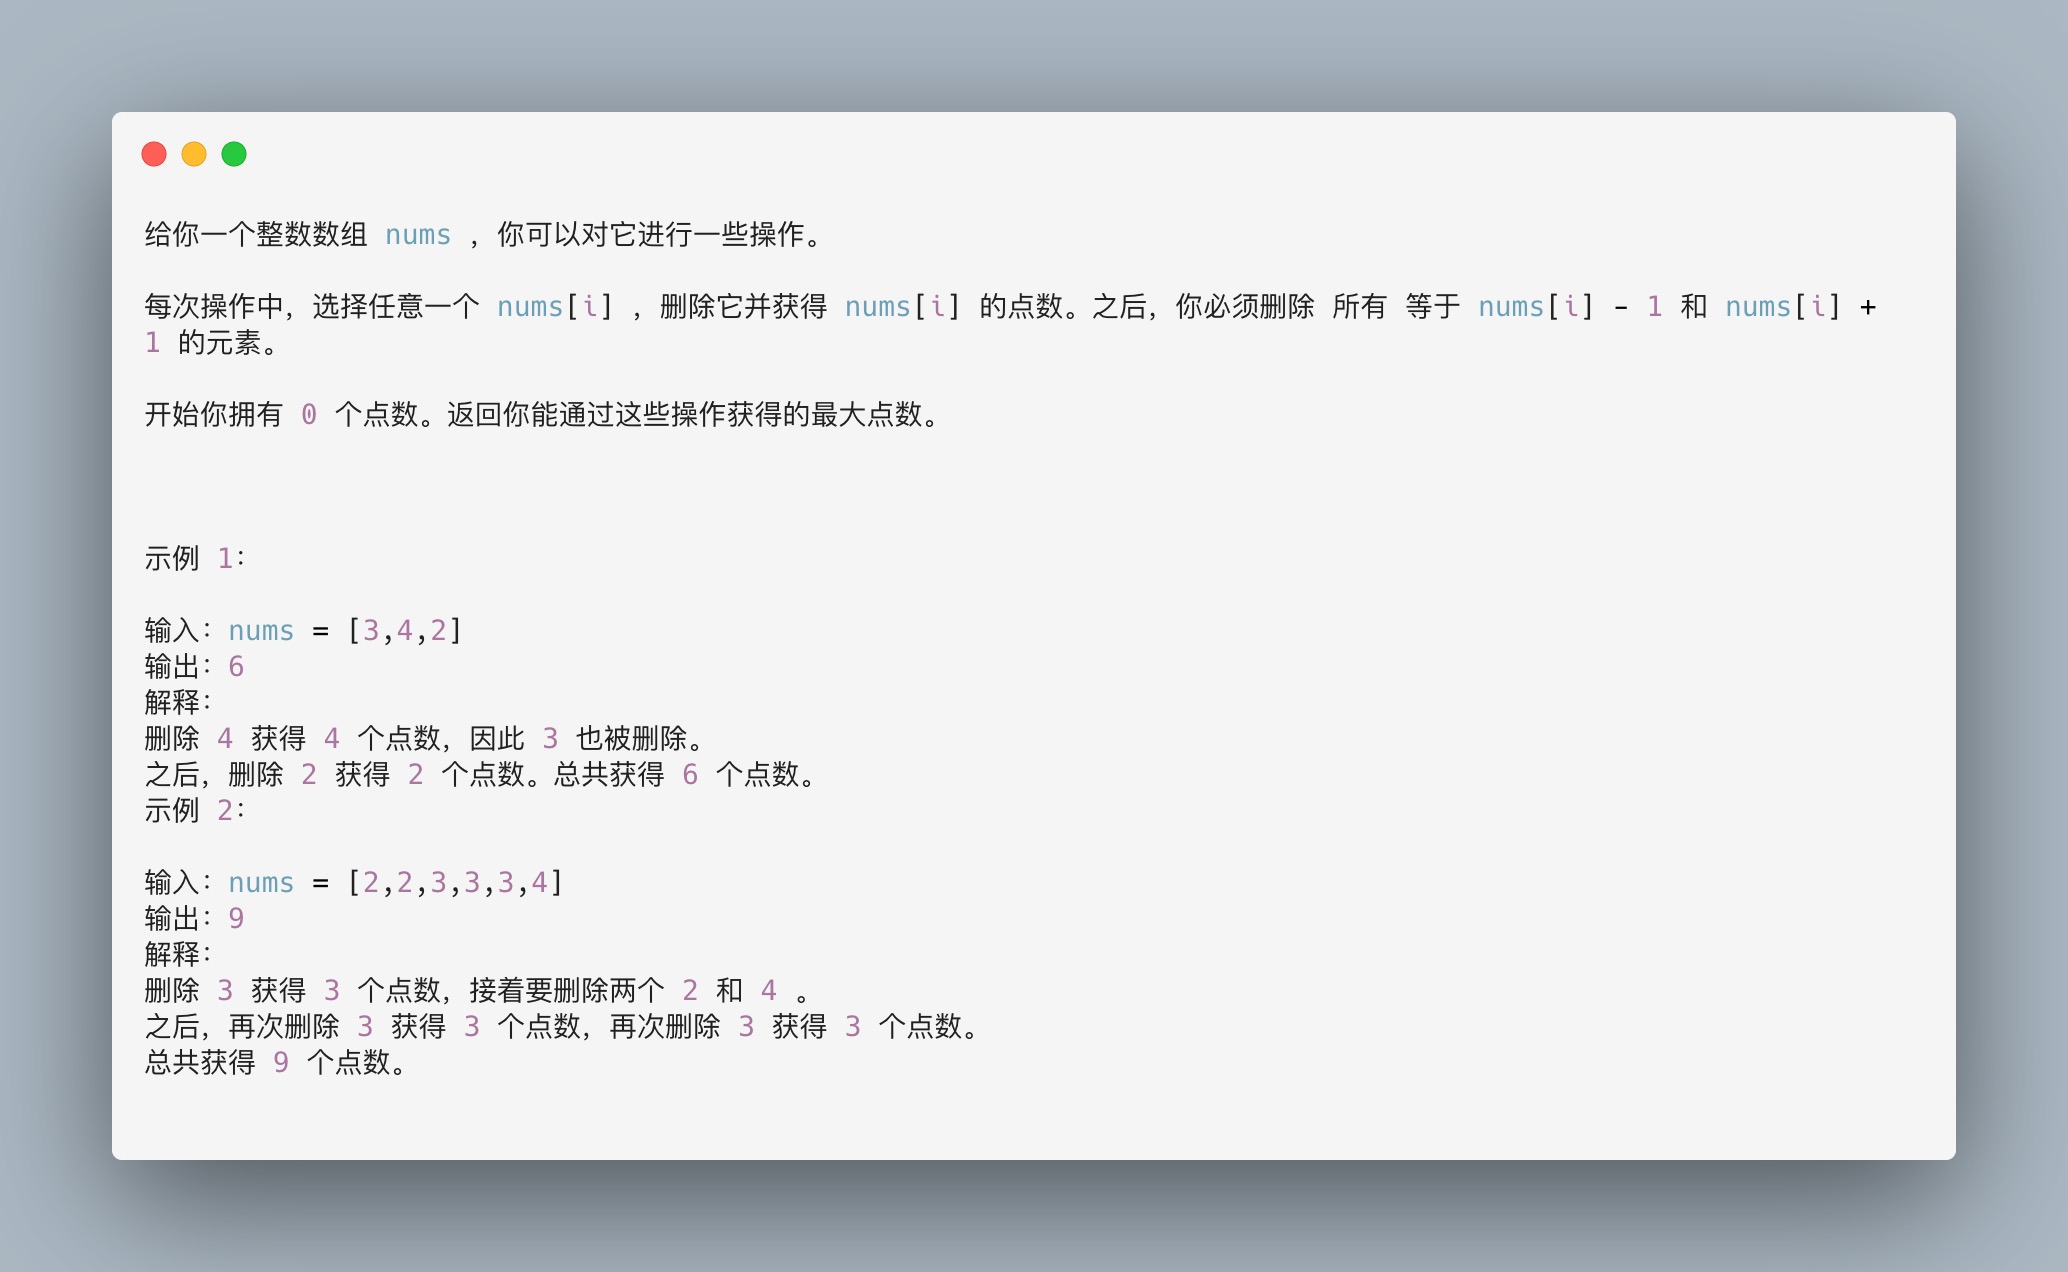 给你一个整数数组 nums ，你可以对它进行一些操作。
每次操作中，选择任意一个 nums[i] ，删除它并获得 nums[i] 的点数。之后，你必须删除 所有 等于 nums[i] - 1 和 nums[i] +
1 的元素。
开始你拥有 0 个点数。返回你能通过这些操作获得的最大点数。
示例 1：
输入：nums = [3,4,2]
输出：6
解释：
删除 4 获得 4 个点数，因此 3 也被删除。
之后，删除 2 获得 2 个点数。总共获得 6 个点数。
示例 2：
输入：nums = [2,2,3,3,3,4]
输出：9
解释：
删除 3 获得 3 个点数，接着要删除两个 2 和 4 。
之后，再次删除 3 获得 3 个点数，再次删除 3 获得 3 个点数。
总共获得 9 个点数。